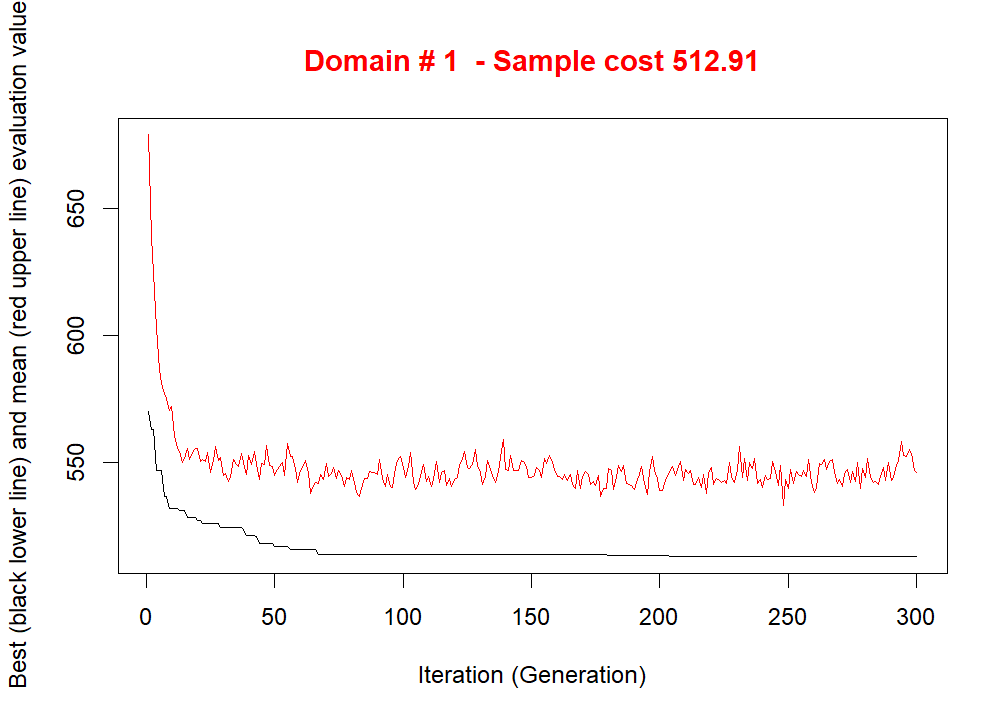 Domain # 1  - Sample cost 512.91
Best (black lower line) and mean (red upper line) evaluation value
650
600
550
0 50 100 150 200 250 300
Iteration (Generation)